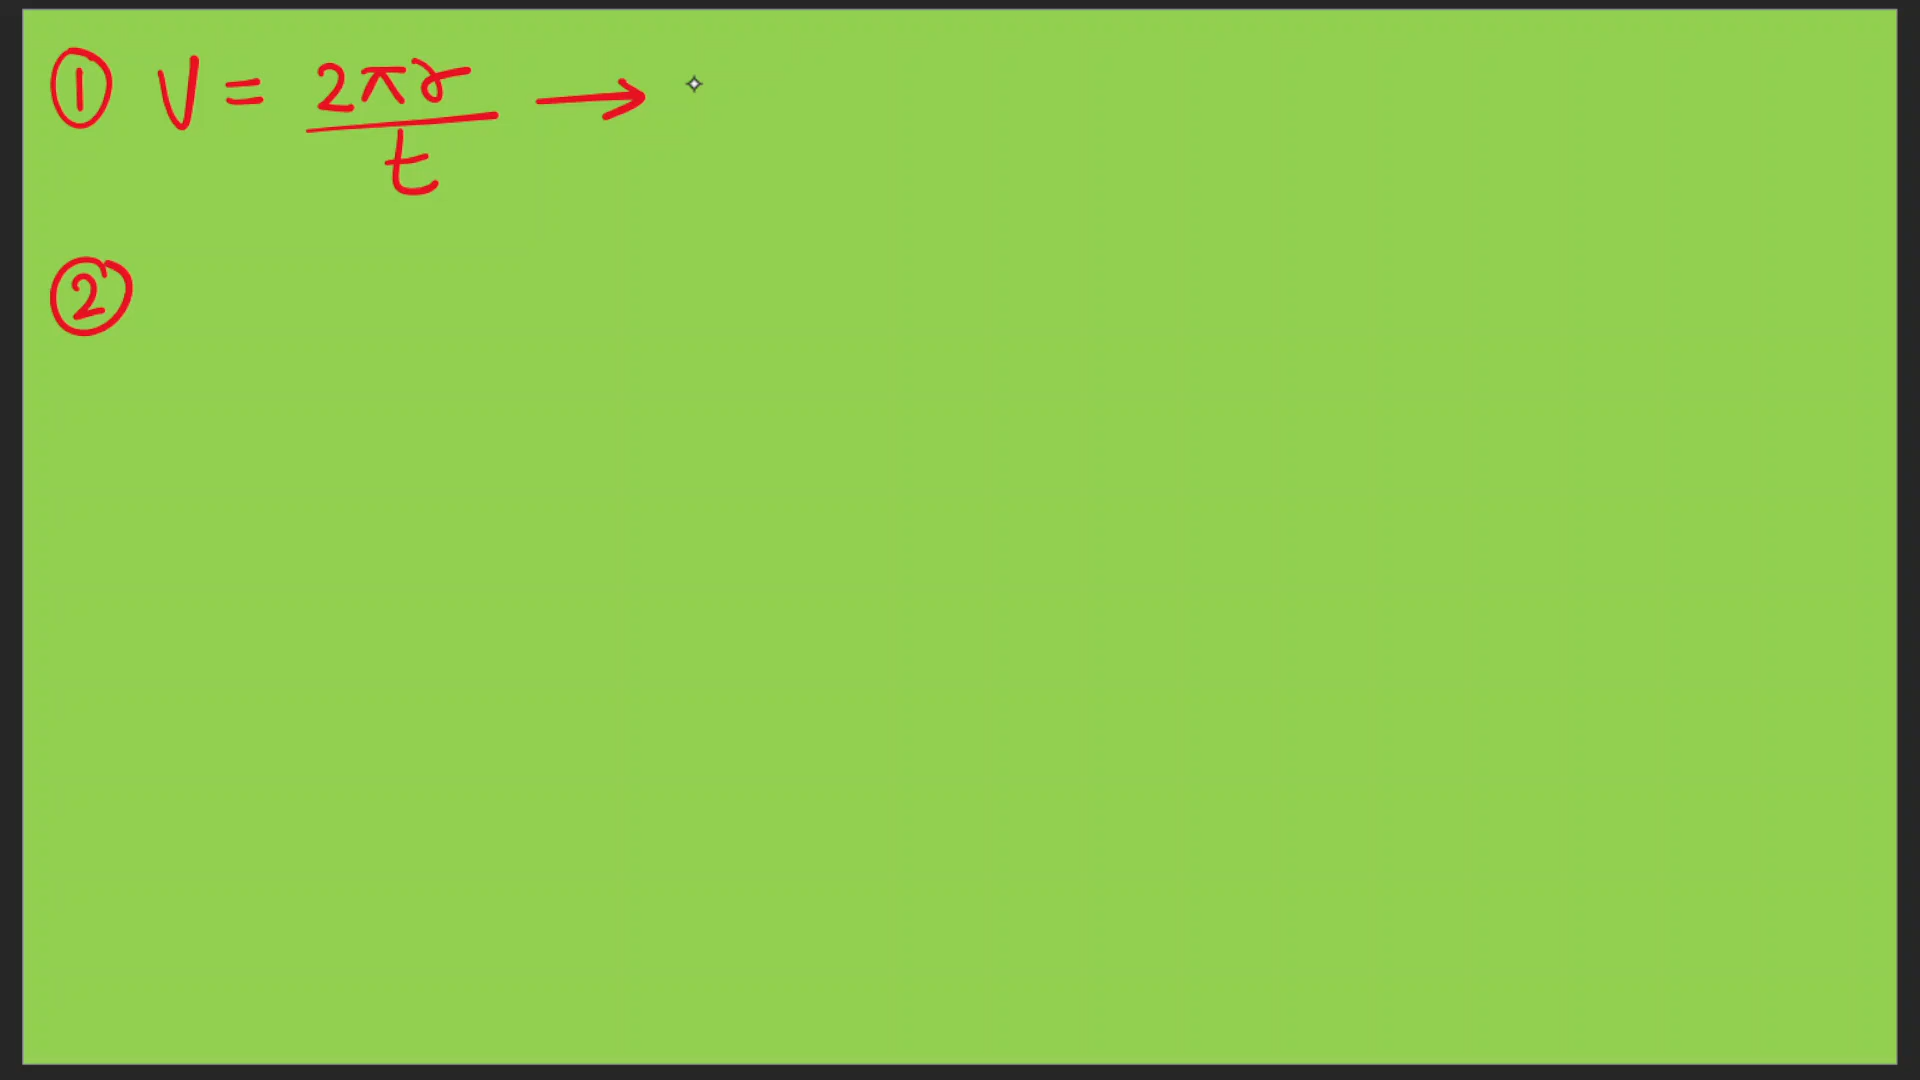 ① V = 2πr/t →
②